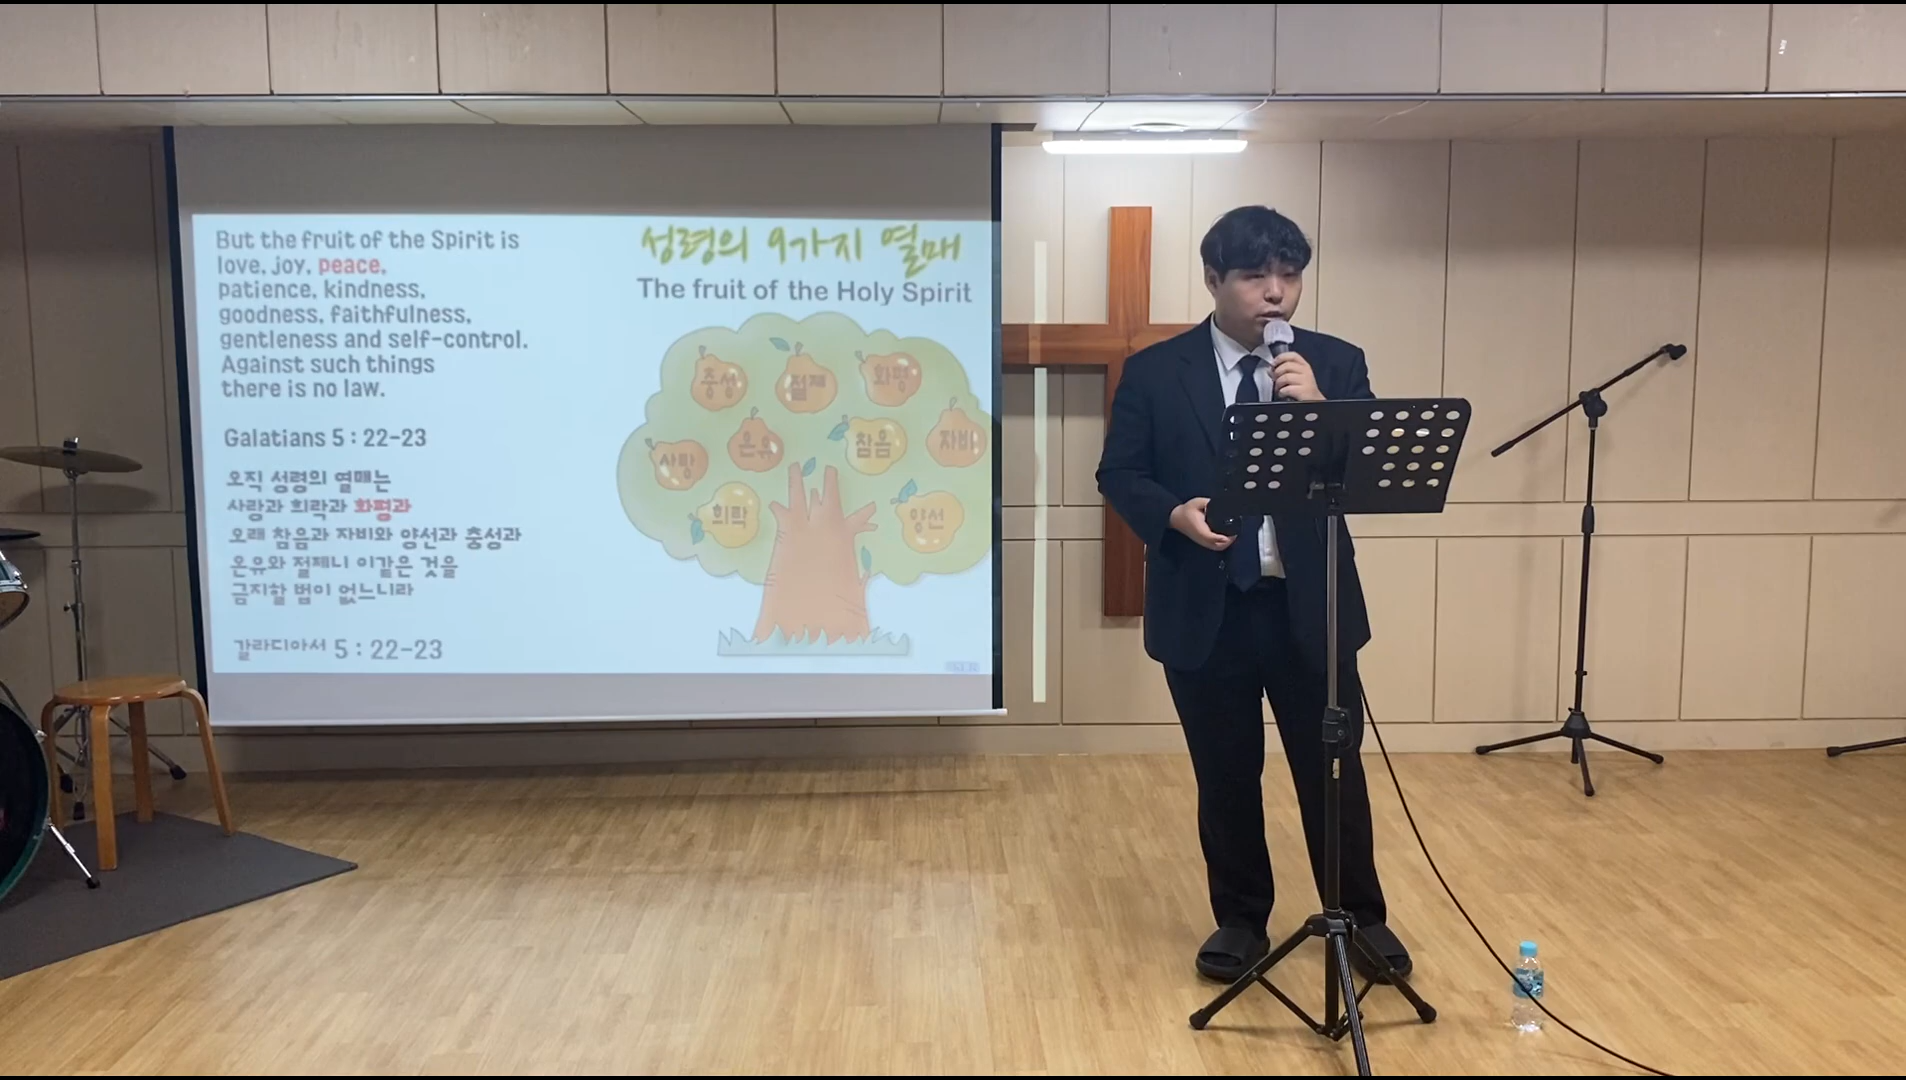 But the fruit of the Spirit is
love, joy, peace,
patience, kindness,
goodness, faithfulness,
gentleness and self-control.
Against such things
there is no law.
Galatians 5 : 22-23
오직 성령의 열매는
사랑과 희락과 화평과
오래 참음과 자비와 양선과 충성과
온유와 절제니 이같은 것을
금지할 법이 없느니라
갈라디아서 5 : 22-23
성령의 9가지 열매
The fruit of the Holy Spirit
충성
절제
화평
사랑
온유
참음
자비
희락
양선